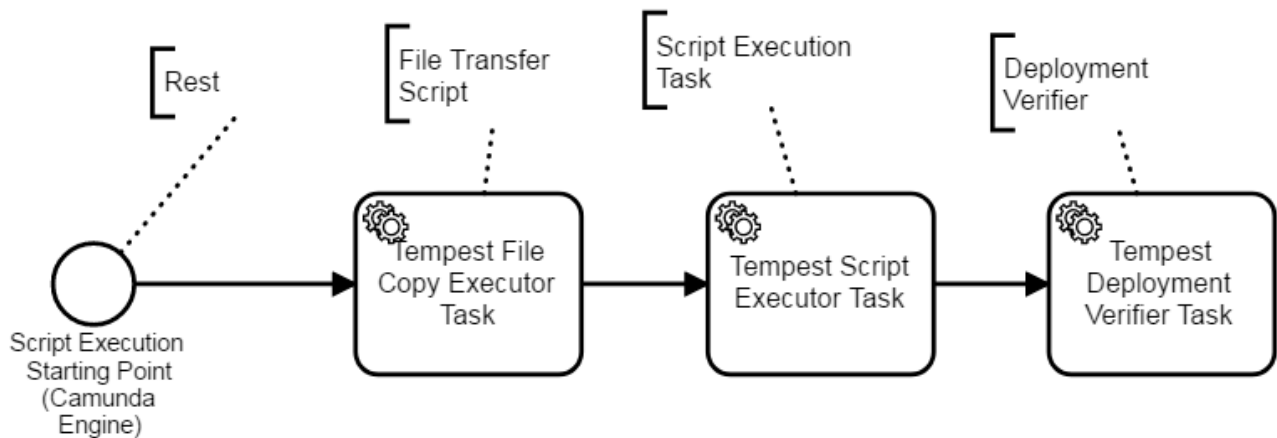 Rest
File Transfer
Script
Script Execution
Task
Deployment
Verifier
Script Execution
Starting Point
(Camunda
Engine)
Tempest File
Copy Executor
Task
Tempest Script
Executor Task
Tempest
Deployment
Verifier Task